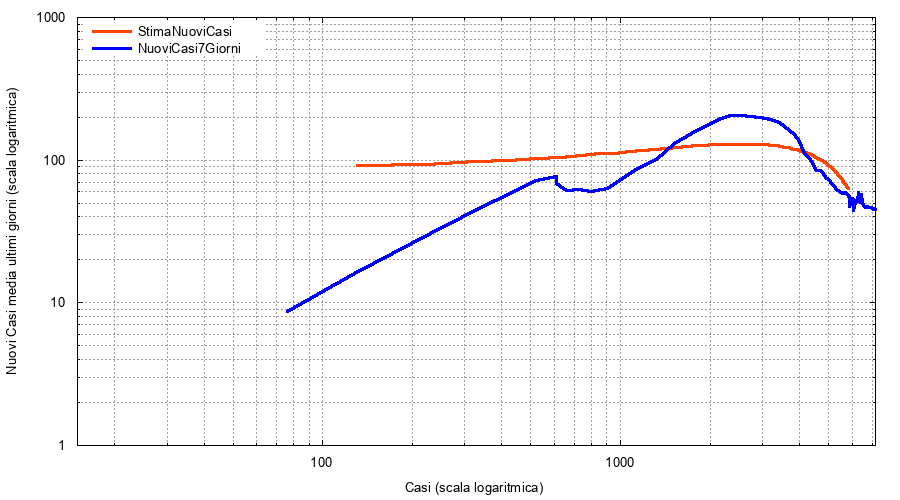 1000
100
10
1
StimaNuoviCasi
NuoviCasi7Giorni
Nuovi Casi media ultimi giorni (scala logaritmica)
100
1000
Casi (scala logaritmica)